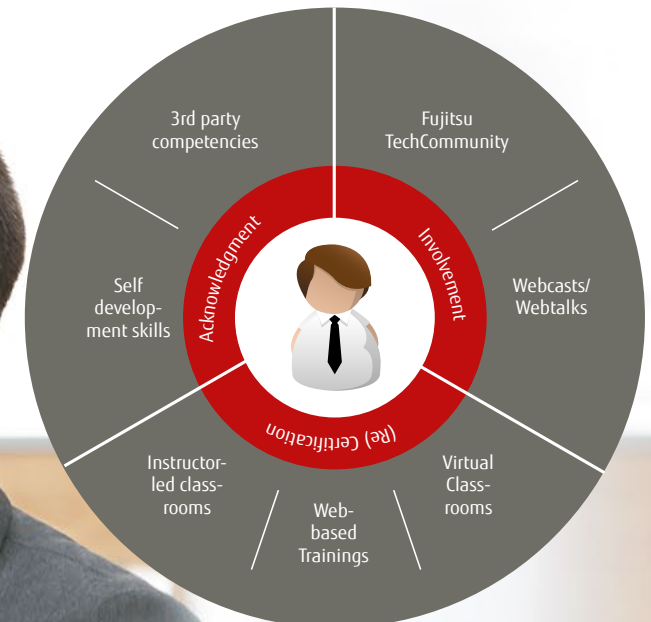 3rd party
competencies
Fujitsu
TechCommunity
Self
develop-
ment skills
Acknowledgment
Involvement
Webcasts/
Webtalks
(Re) Certification
Instructor-
led class-
rooms
Web-
based
Trainings
Virtual
Class-
rooms